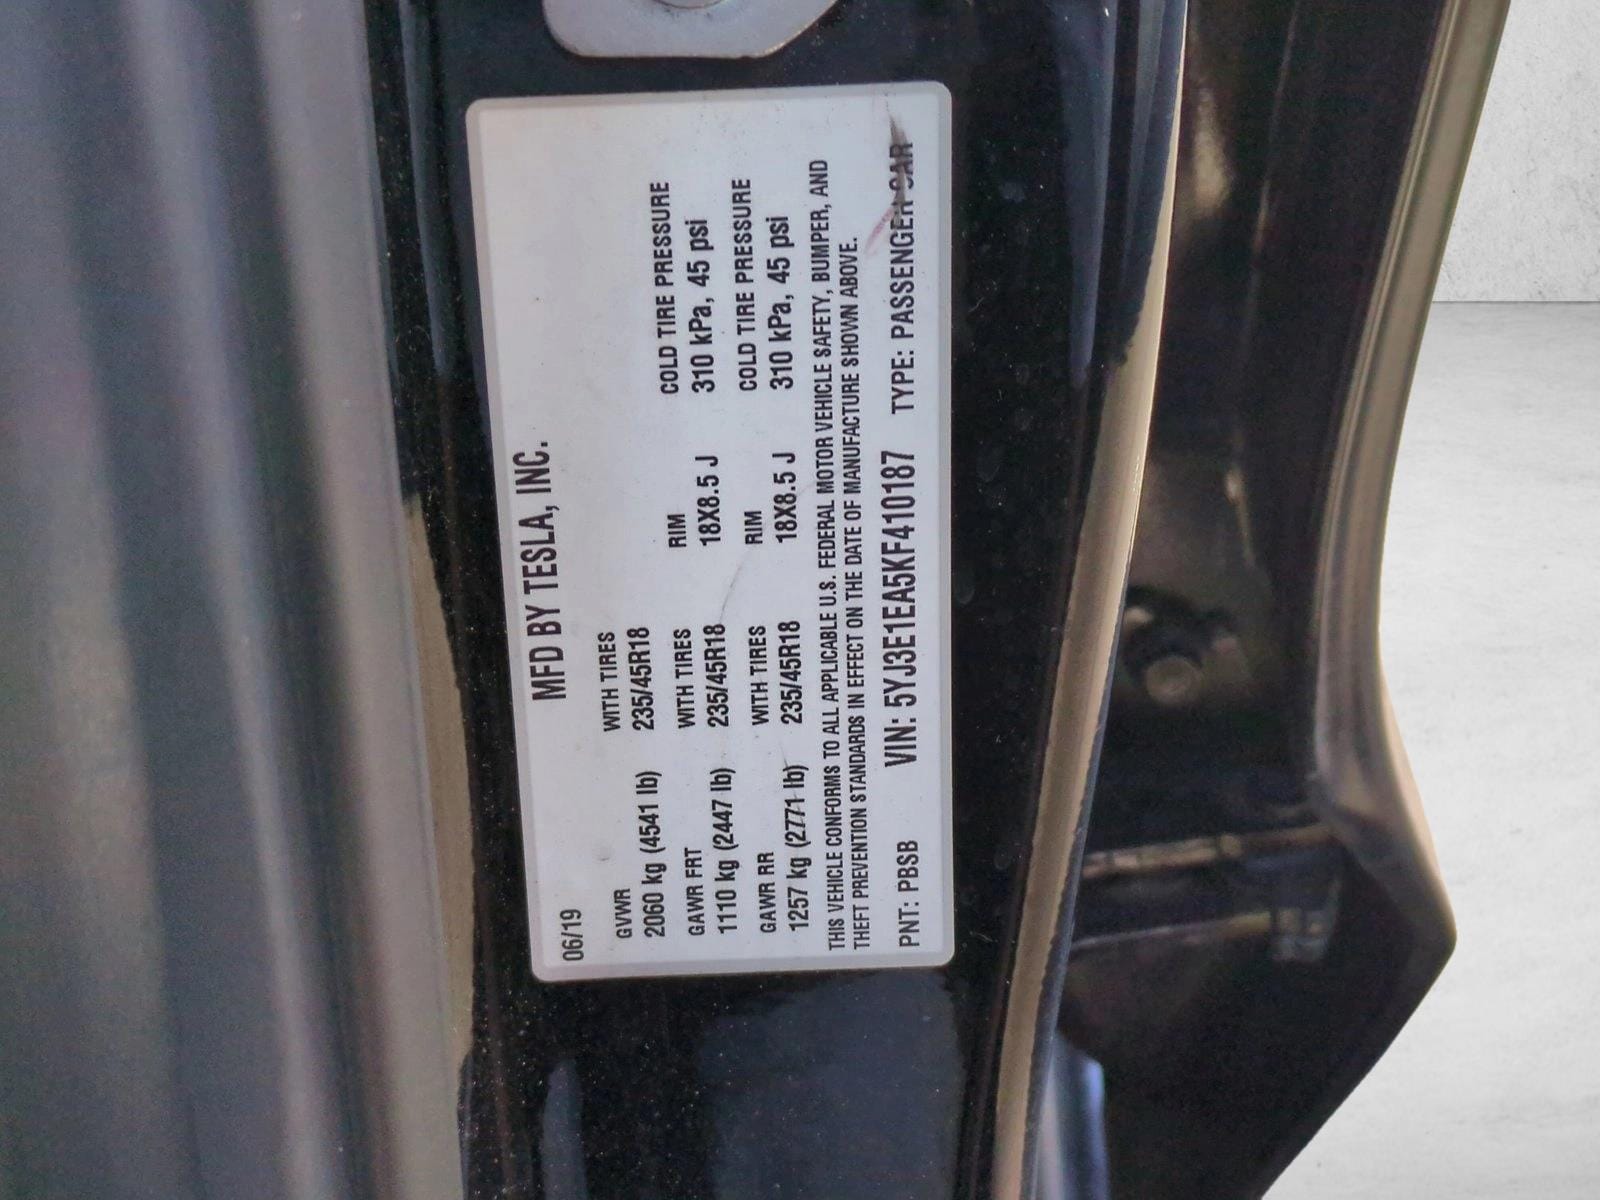 MFD BY TESLA, INC.
06/19
GVWR WITH TIRES
2060 kg (4541 lb) 235/45R18
GAWR FRT WITH TIRES RIM COLD TIRE PRESSURE
1110 kg (2447 lb) 235/45R18 18X8.5 J 310 kPa, 45 psi
GAWR RR WITH TIRES RIM COLD TIRE PRESSURE
1257 kg (2771 lb) 235/45R18 18X8.5 J 310 kPa, 45 psi
THIS VEHICLE CONFORMS TO ALL APPLICABLE U.S. FEDERAL MOTOR VEHICLE SAFETY, BUMPER, AND
THEFT PREVENTION STANDARDS IN EFFECT ON THE DATE OF MANUFACTURE SHOWN ABOVE.
PNT: PBSB VIN: 5YJ3E1EA5KF410187 TYPE: PASSENGER CAR